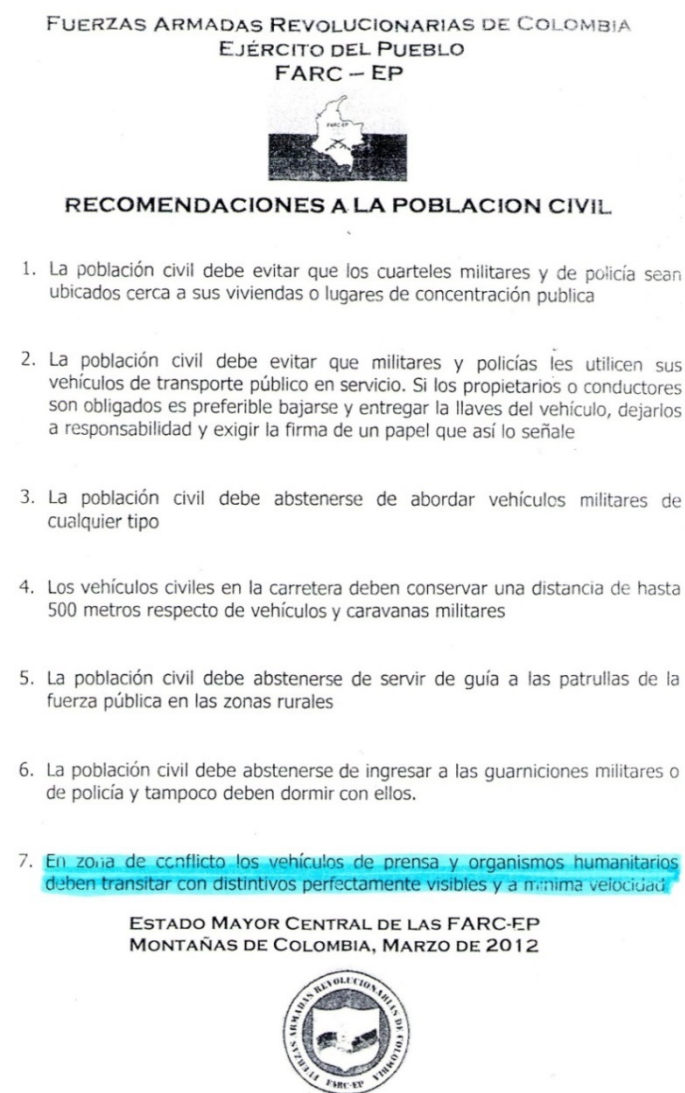 FUERZAS ARMADAS REVOLUCIONARIAS DE COLOMBIA
EJÉRCITO DEL PUEBLO
FARC – EP
FARC-EP
RECOMENDACIONES A LA POBLACION CIVIL
1. La población civil debe evitar que los cuarteles militares y de policía sean
ubicados cerca a sus viviendas o lugares de concentración publica
2. La población civil debe evitar que militares y policías les utilicen sus
vehículos de transporte público en servicio. Si los propietarios o conductores
son obligados es preferible bajarse y entregar la llaves del vehículo, dejarlos
a responsabilidad y exigir la firma de un papel que así lo señale
3. La población civil debe abstenerse de abordar vehículos militares de
cualquier tipo
4. Los vehículos civiles en la carretera deben conservar una distancia de hasta
500 metros respecto de vehículos y caravanas militares
5. La población civil debe abstenerse de servir de guía a las patrullas de la
fuerza pública en las zonas rurales
6. La población civil debe abstenerse de ingresar a las guarniciones militares o
de policía y tampoco deben dormir con ellos.
7. En zona de conflicto los vehículos de prensa y organismos humanitarios
deben transitar con distintivos perfectamente visibles y a mínima velocidad
ESTADO MAYOR CENTRAL DE LAS FARC-EP
MONTAÑAS DE COLOMBIA, MARZO DE 2012
FUERZAS ARMADAS REVOLUCIONARIAS DE COLOMBIA
FARC-EP